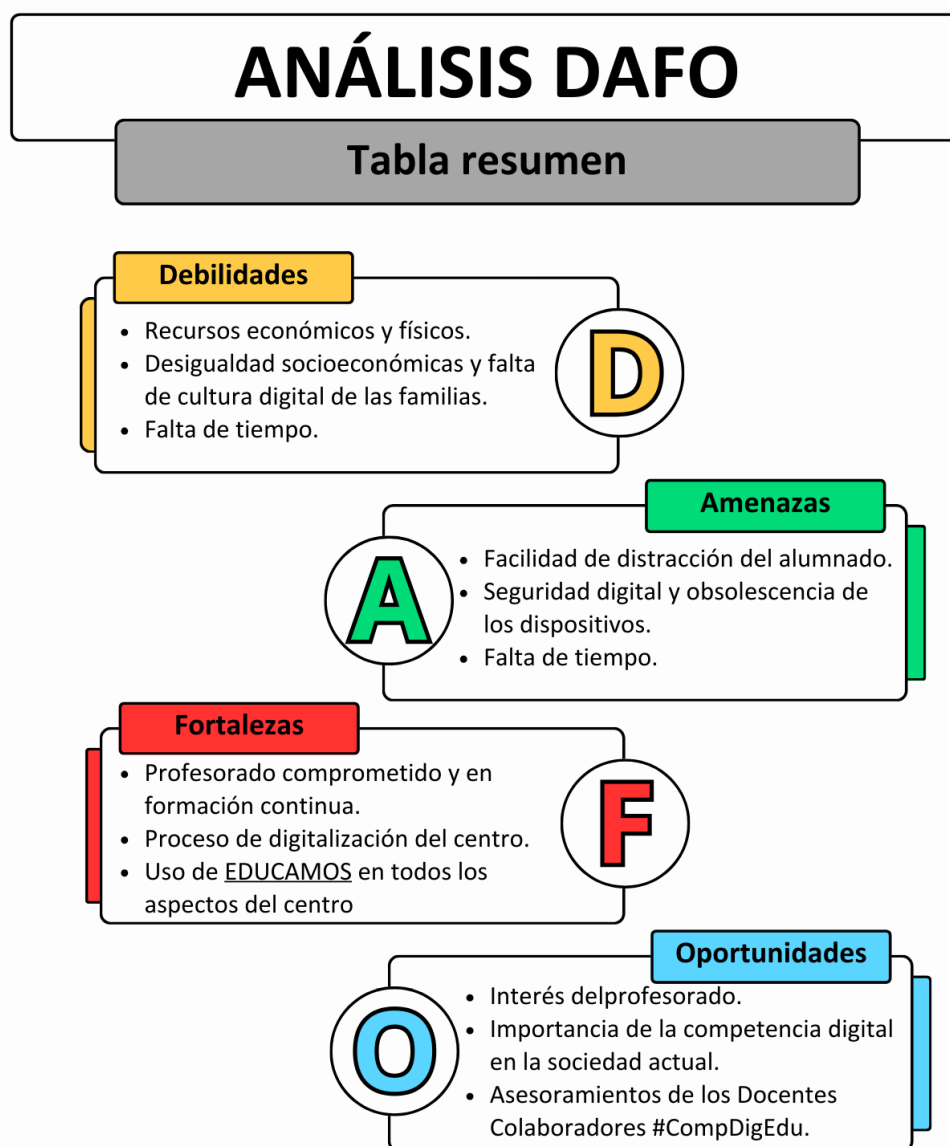 ANÁLISIS DAFO
Tabla resumen
Debilidades
• Recursos económicos y físicos.
• Desigualdad socioeconómicas y falta
de cultura digital de las familias.
• Falta de tiempo.
D
Amenazas
• Facilidad de distracción del alumnado.
• Seguridad digital y obsolescencia de
los dispositivos.
• Falta de tiempo.
A
Fortalezas
• Profesorado comprometido y en
formación continua.
• Proceso de digitalización del centro.
• Uso de EDUCAMOS en todos los
aspectos del centro
F
Oportunidades
• Interés delprofesorado.
• Importancia de la competencia digital
en la sociedad actual.
• Asesoramientos de los Docentes
Colaboradores #CompDigEdu.
O